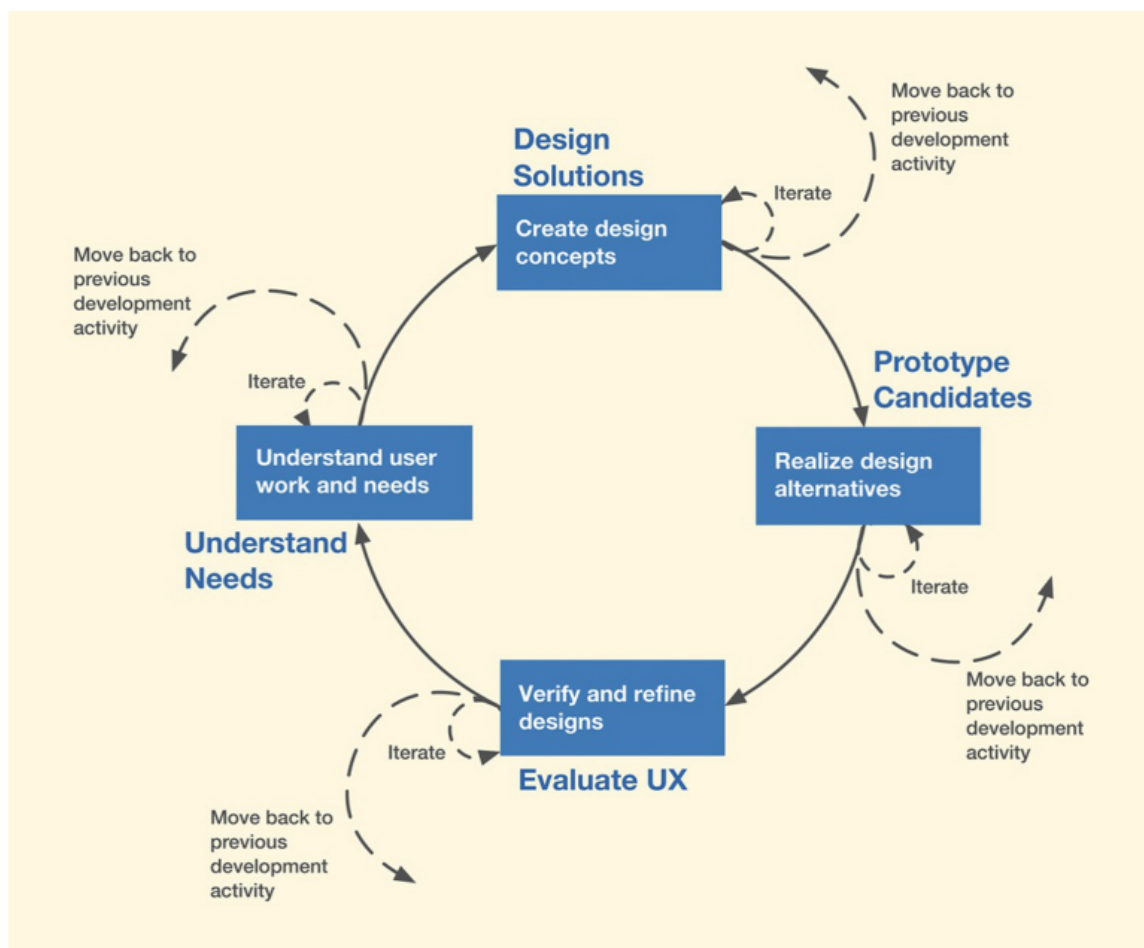 Design
Solutions
Create design
concepts
Iterate
Move back to
previous
development
activity
Prototype
Candidates
Realize design
alternatives
Iterate
Move back to
previous
development
activity
Verify and refine
designs
Evaluate UX
Iterate
Move back to
previous
development
activity
Understand user
work and needs
Understand
Needs
Iterate
Move back to
previous
development
activity